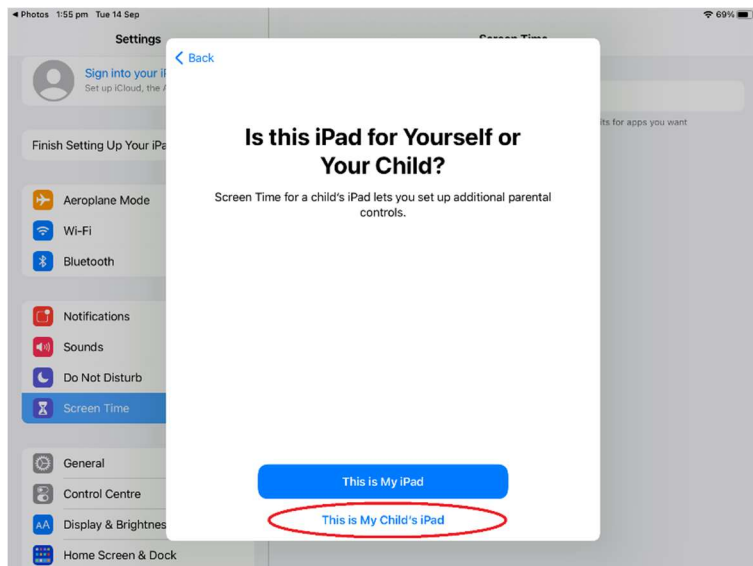 Photos 1:55 pm Tue 14 Sep
69%
Settings
Screen Time
Back
Sign into your iP
Set up iCloud, the A
Finish Setting Up Your iPa
Aeroplane Mode
Wi-Fi
Bluetooth
Notifications
Sounds
Do Not Disturb
Screen Time
General
Control Centre
AA Display & Brightnes
Home Screen & Dock
its for apps you want
Is this iPad for Yourself or
Your Child?
Screen Time for a child's iPad lets you set up additional parental
controls.
This is My iPad
This is My Child's iPad